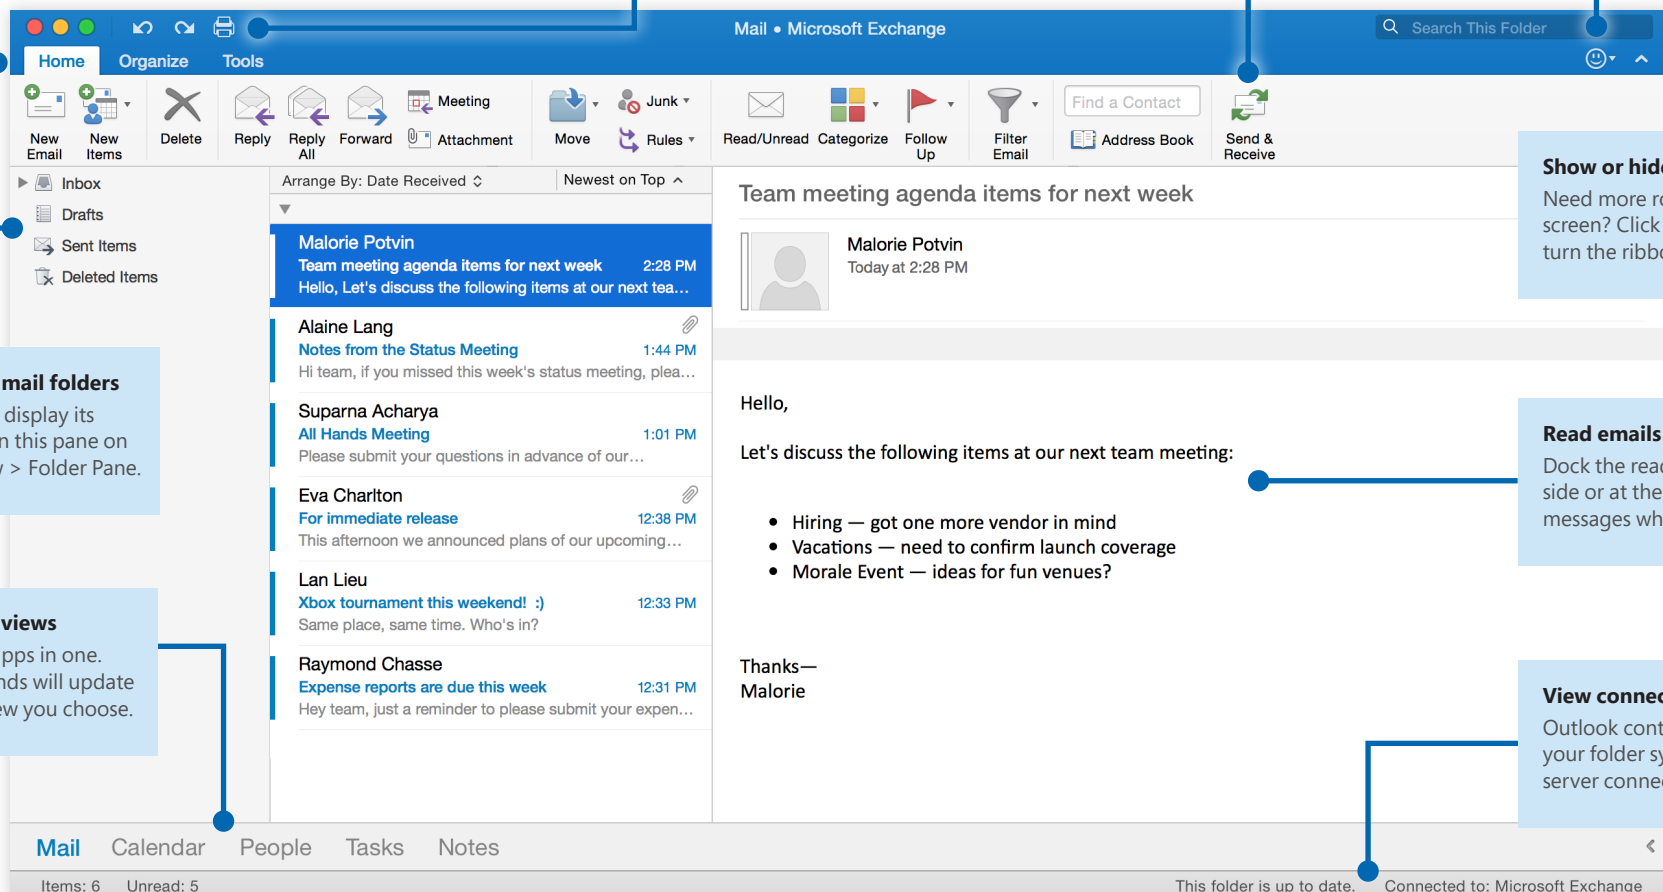 Mail • Microsoft Exchange
Search This Folder
Home Organize Tools
New Email
New Items
Delete
Reply
Reply All
Forward
Meeting
Attachment
Move
Junk
Rules
Read/Unread
Categorize
Follow Up
Filter Email
Find a Contact
Address Book
Send & Receive
Inbox
Drafts
Sent Items
Deleted Items
mail folders
display its
this pane on
> Folder Pane.
views
in one.
will update
you choose.
Arrange By: Date Received
Newest on Top
Malorie Potvin
Team meeting agenda items for next week 2:28 PM
Hello, Let's discuss the following items at our next tea...
Alaine Lang
Notes from the Status Meeting 1:44 PM
Hi team, if you missed this week's status meeting, plea...
Suparna Acharya
All Hands Meeting 1:01 PM
Please submit your questions in advance of our...
Eva Charlton
For immediate release 12:38 PM
This afternoon we announced plans of our upcoming...
Lan Lieu
Xbox tournament this weekend! :) 12:33 PM
Same place, same time. Who's in?
Raymond Chasse
Expense reports are due this week 12:31 PM
Hey team, just a reminder to please submit your expen...
Team meeting agenda items for next week
Malorie Potvin
Today at 2:28 PM
Hello,
Let's discuss the following items at our next team meeting:
• Hiring — got one more vendor in mind
• Vacations — need to confirm launch coverage
• Morale Event — ideas for fun venues?
Thanks—
Malorie
Show or
Need more
screen? Click
turn the
Read emails
Dock the
side or at the
messages
View
Outlook
your folder
server
Mail Calendar People Tasks Notes
Items: 6 Unread: 5
This folder is up to date. Connected to: Microsoft Exchange